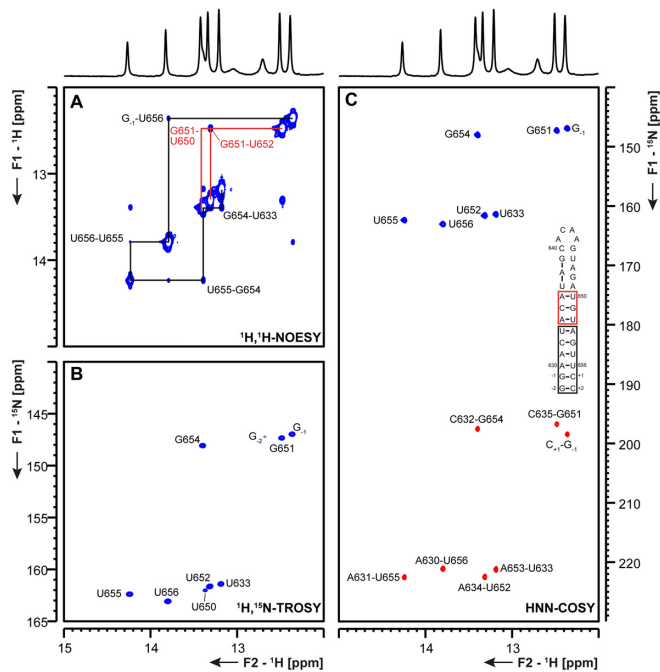 A
G₋₁-U656
G651-
U650
G651-U652
G654-U633
U656-U655
U655-G654
¹H,¹H-NOESY
F1 - ¹H [ppm]
13
14
B
G654
G₋₂
G₋₁
G651
U652
U633
U655
U656
U650
¹H,¹⁵N-TROSY
F1 - ¹⁵N [ppm]
145
150
155
160
165
15
14
13
F2 - ¹H [ppm]
C
G654
G651
G₋₁
U655
U656
U652
U633
C632-G654
C635-G651
C₊₁-G₋₁
A631-U655
A630-U656
A634-U652
A653-U633
HNN-COSY
F1 - ¹⁵N [ppm]
150
160
170
180
190
200
210
220
14
13
F2 - ¹H [ppm]
C
A A
C A
640 G G
A U
U A
U G
A U 650
C G
A U
U A
C G
A U
630 A U 656
-1 G C +1
-2 G C +2